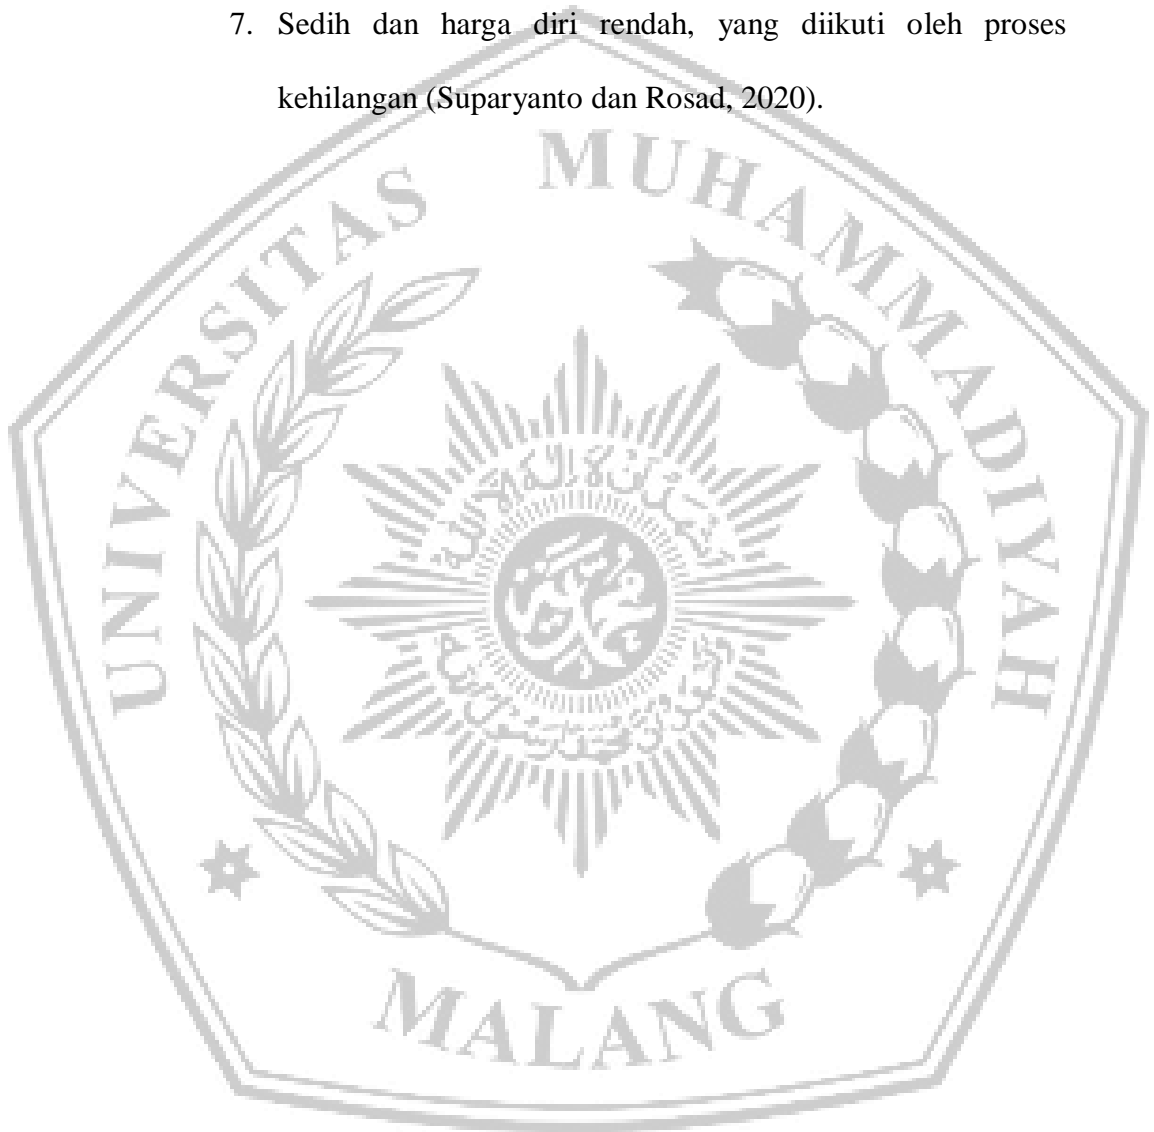 7. Sedih dan harga diri rendah, yang diikuti oleh proses
kehilangan (Suparyanto dan Rosad, 2020).
UNIVERSITAS MUHAMMADIYAH
MALANG